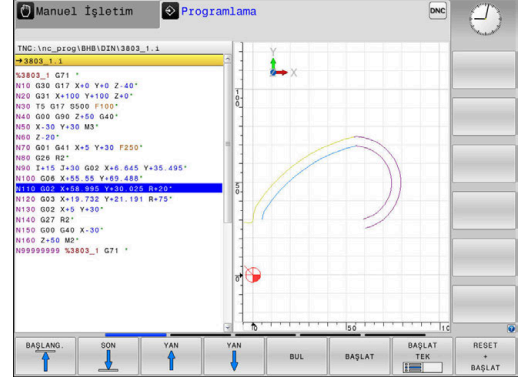 Manuel İşletim
Programlama
DNC
TNC:\nc_prog\BHB\DIN\3803_1.i
→3803_1.i
%3803_1 G71 *
N10 G30 G17 X+0 Y+0 Z-40*
N20 G31 X+100 Y+100 Z+0*
N30 T5 G17 S500 F100*
N40 G00 G90 Z+50 G40*
N50 X-30 Y+30 M3*
N60 Z-20*
N70 G01 G41 X+5 Y+30 F250*
N80 G26 R2*
N90 I+15 J+30 G02 X+6.645 Y+35.495*
N100 G06 X+55.55 Y+69.488*
N110 G02 X+58.995 Y+30.025 R+20*
N120 G03 X+19.732 Y+21.191 R+75*
N130 G02 X+5 Y+30*
N140 G27 R2*
N150 G00 G40 X-30*
N160 Z+50 M2*
N99999999 %3803_1 G71 *
Y
X
100
50
0
0
50
BAŞLANG.
SON
YAN
YAN
BUL
BAŞLAT
BAŞLAT
TEK
RESET
+
BAŞLAT